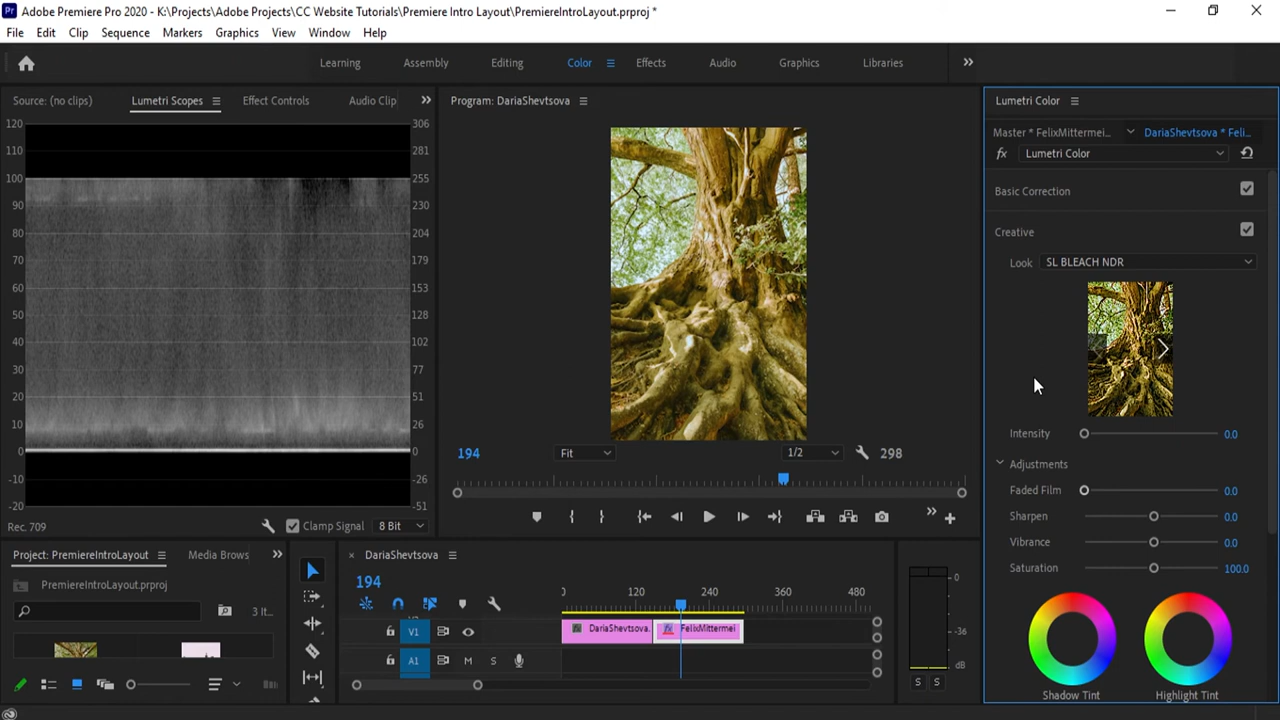 Adobe Premiere Pro 2020 - K:\Projects\Adobe Projects\CC Website Tutorials\Premiere Intro Layout\PremiereIntroLayout.prproj *
File Edit Clip Sequence Markers Graphics View Window Help
Learning Assembly Editing Color Effects Audio Graphics Libraries
Source: (no clips) Lumetri Scopes Effect Controls Audio Clip
120 306
110 281
100 255
90 230
80 204
70 179
60 153
50 128
40 102
30 77
20 51
10 26
0 0
-10 -26
-20 -51
Rec. 709 Clamp Signal 8 Bit
Program: DariaShevtsova
194 Fit 1/2 298
Lumetri Color
Master * FelixMittermei... DariaShevtsova * Feli...
fx Lumetri Color
Basic Correction
Creative
Look SL BLEACH NDR
Intensity 0.0
Adjustments
Faded Film 0.0
Sharpen 0.0
Vibrance 0.0
Saturation 100.0
Shadow Tint Highlight Tint
Project: PremiereIntroLayout Media Brows
PremiereIntroLayout.prproj
3 It...
× DariaShevtsova
194
0 120 240 360 480
V1 DariaShevtsova. fx FelixMittermei
A1 M S
0
-36
dB
S S